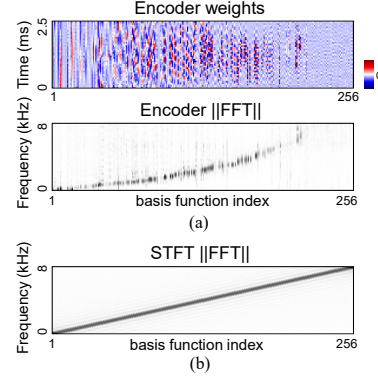 Encoder weights
Time (ms)
2.5
0
1
256
Encoder ||FFT||
Frequency (kHz)
8
0
1
basis function index
256
(a)
STFT ||FFT||
Frequency (kHz)
8
0
1
basis function index
256
(b)